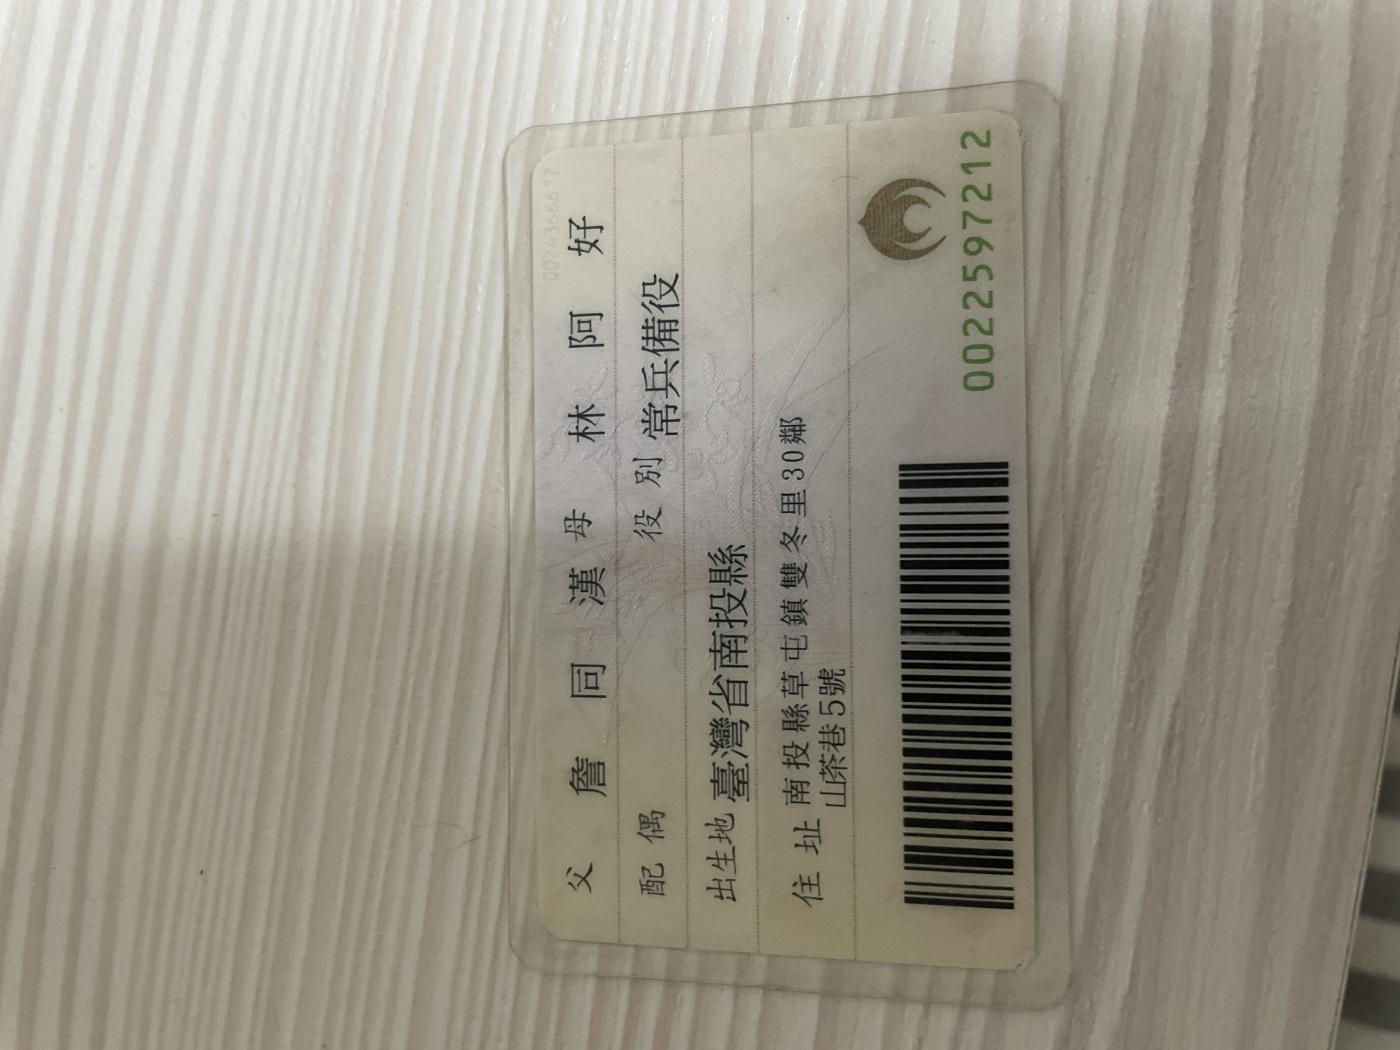 父 詹同漢 母 林阿好
配偶 役別 常兵備役
出生地 臺灣省南投縣
住址 南投縣草屯鎮雙冬里30鄰
山茶巷5號
0022597212